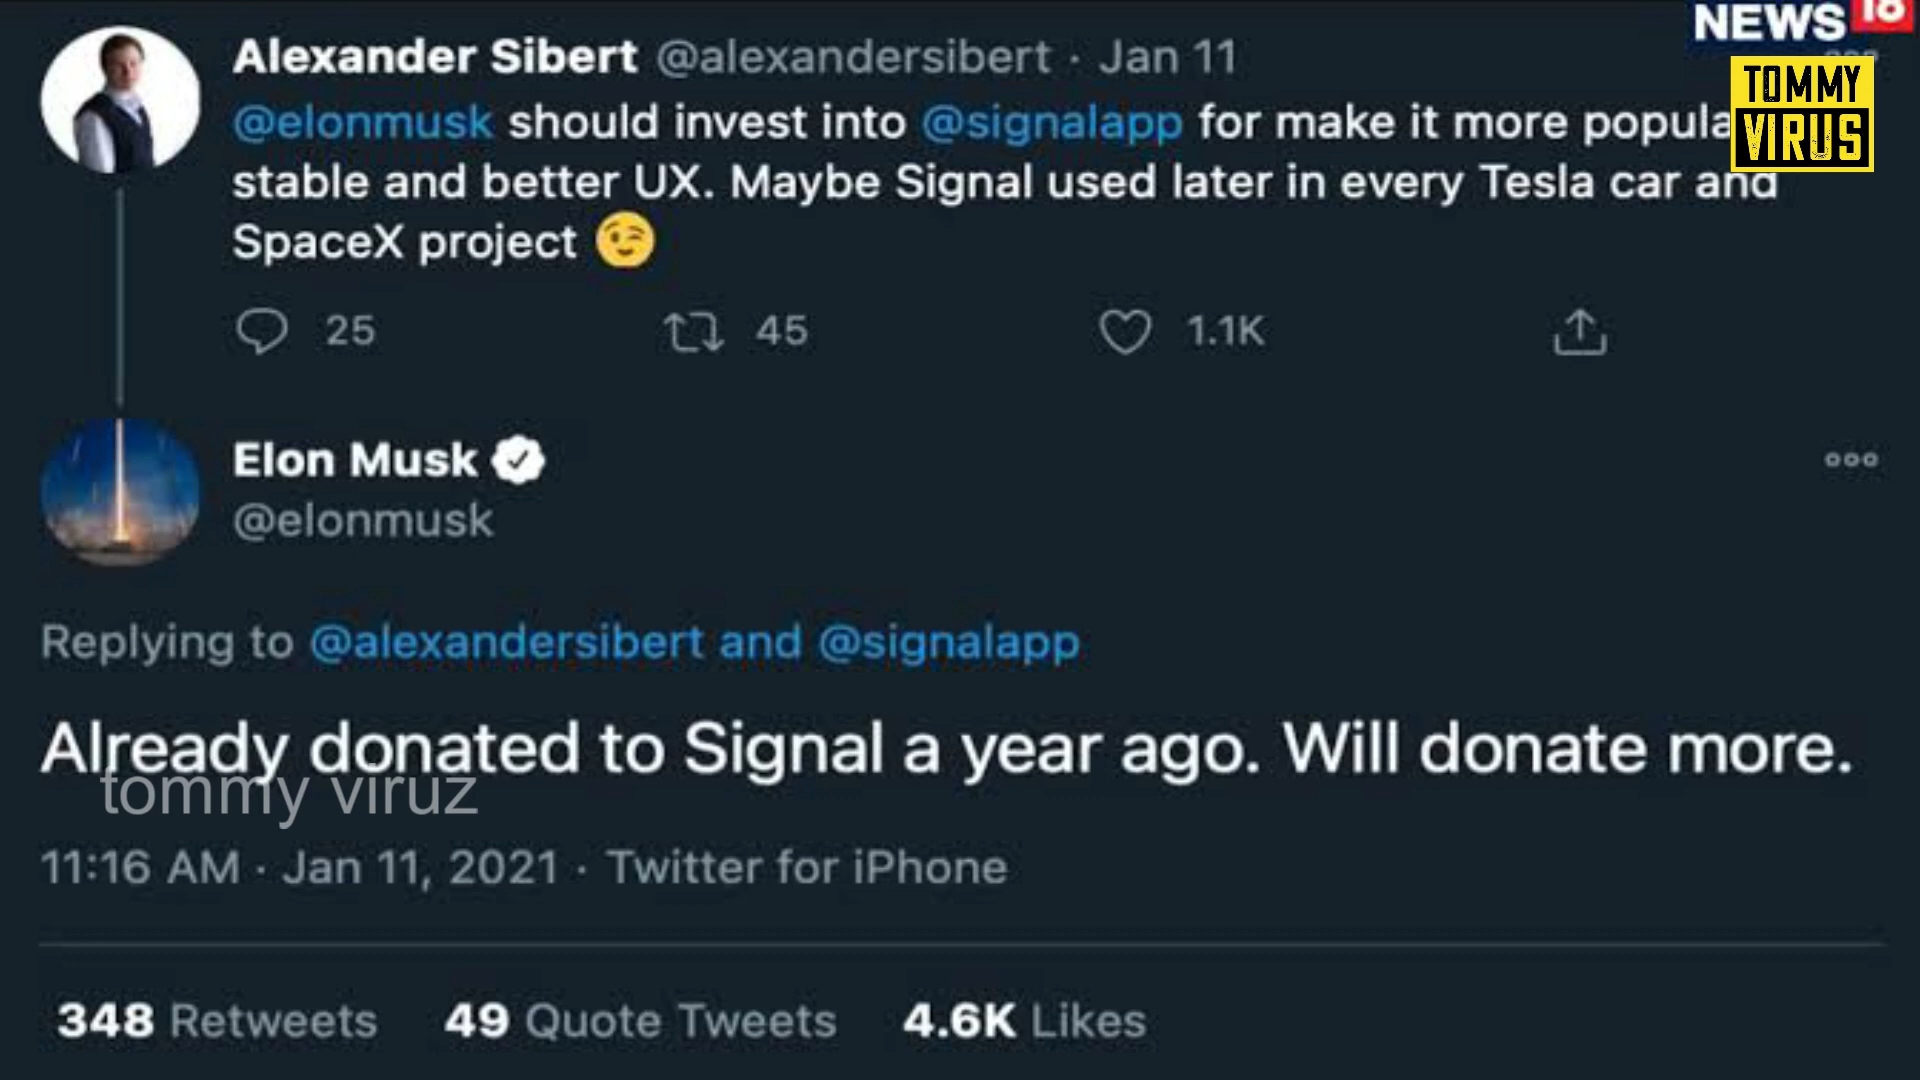 NEWS 18
TOMMY
VIRUS
Alexander Sibert @alexandersibert · Jan 11
@elonmusk should invest into @signalapp for make it more popula
stable and better UX. Maybe Signal used later in every Tesla car and
SpaceX project 😉
25 45 1.1K
Elon Musk
@elonmusk
Replying to @alexandersibert and @signalapp
Already donated to Signal a year ago. Will donate more.
tommy viruz
11:16 AM · Jan 11, 2021 · Twitter for iPhone
348 Retweets 49 Quote Tweets 4.6K Likes